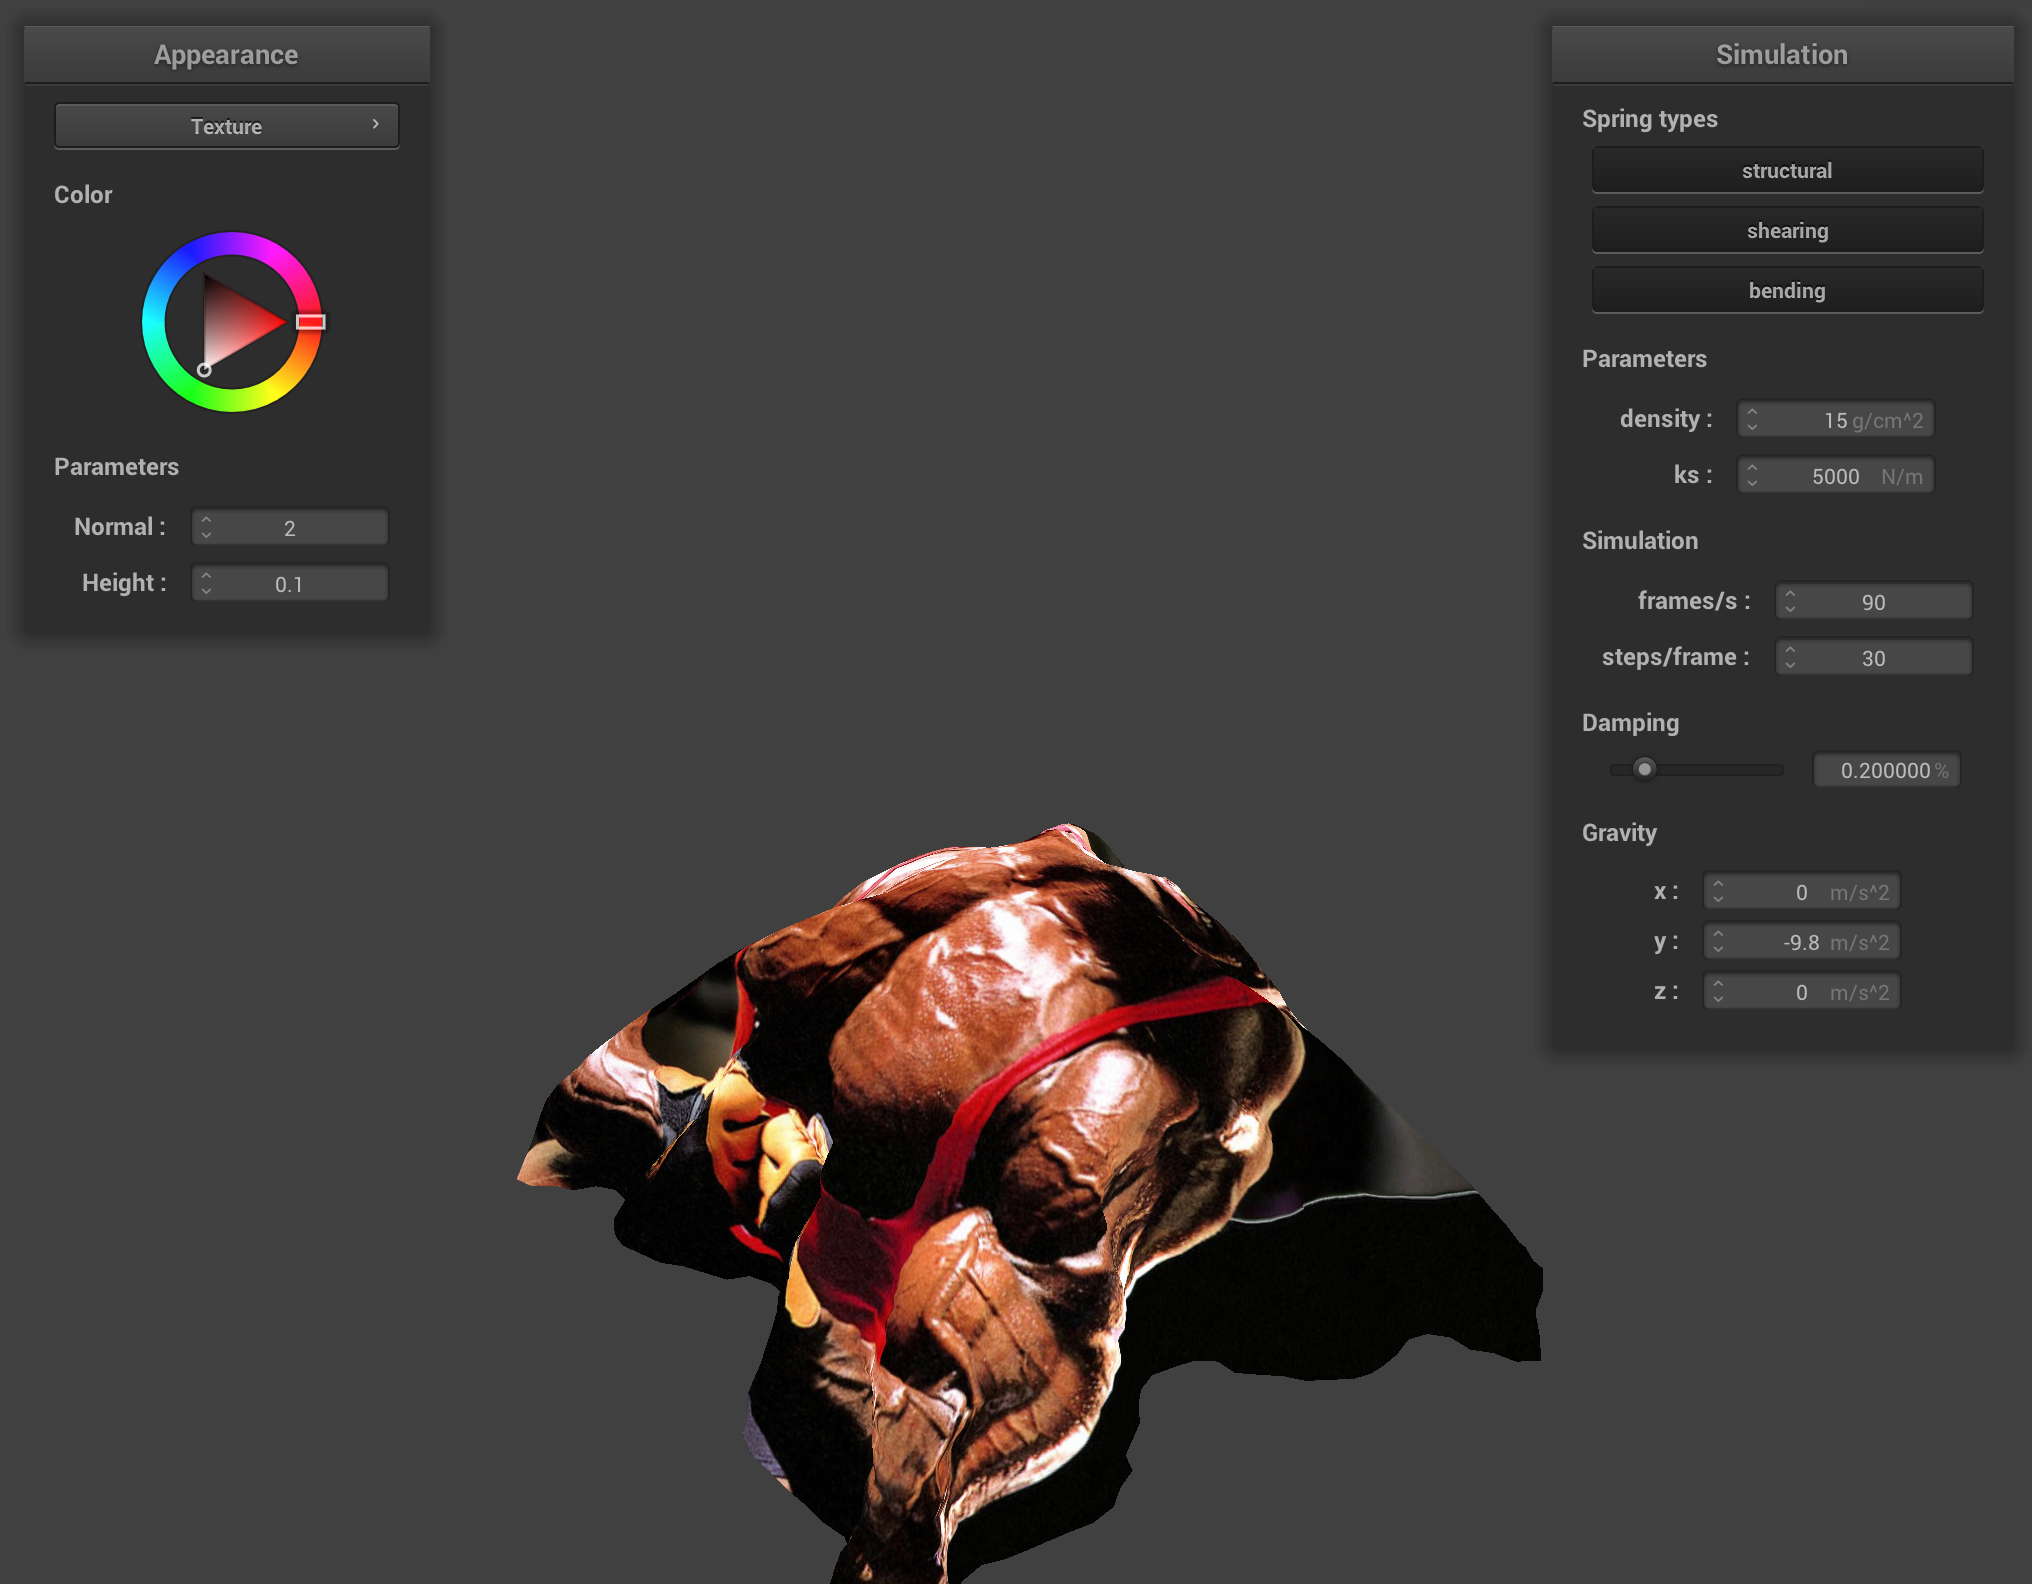 Appearance
Texture
Color
Parameters
Normal : 2
Height : 0.1
Simulation
Spring types
structural
shearing
bending
Parameters
density : 15 g/cm^2
ks : 5000 N/m
Simulation
frames/s : 90
steps/frame : 30
Damping
0.200000 %
Gravity
x : 0 m/s^2
y : -9.8 m/s^2
z : 0 m/s^2